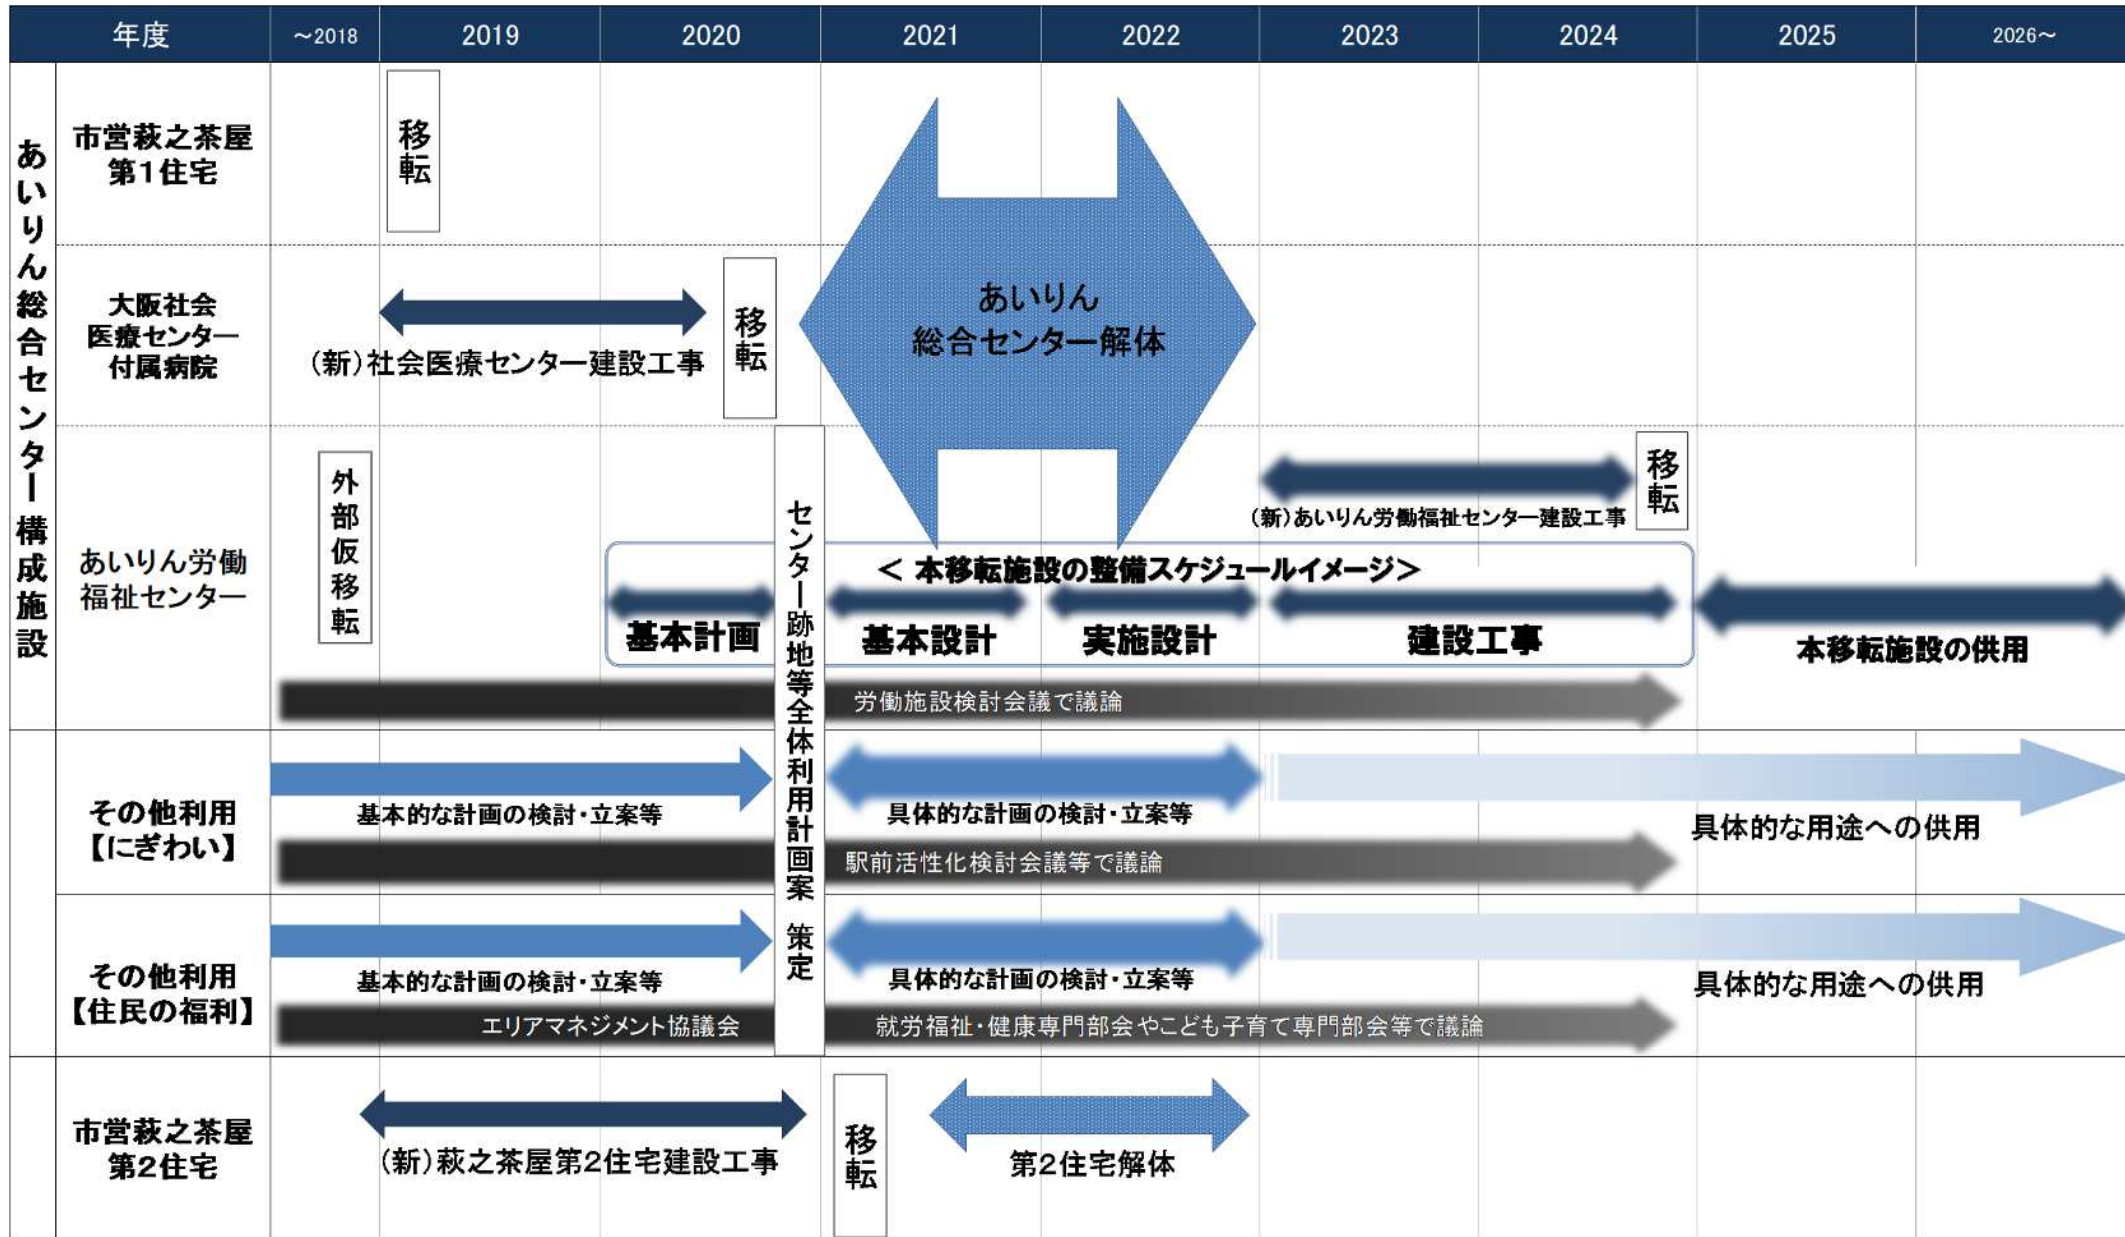 年度 ～2018 2019 2020 2021 2022 2023 2024 2025 2026～
あいりん総合センター構成施設
市営萩之茶屋
第1住宅
移転
大阪社会
医療センター
付属病院
(新)社会医療センター建設工事
移転
あいりん
総合センター解体
あいりん労働
福祉センター
外部仮移転
(新)あいりん労働福祉センター建設工事
移転
＜ 本移転施設の整備スケジュールイメージ＞
基本計画
基本設計
実施設計
建設工事
本移転施設の供用
労働施設検討会議で議論
センター跡地等全体利用計画案 策定
その他利用
【にぎわい】
基本的な計画の検討・立案等
具体的な計画の検討・立案等
具体的な用途への供用
駅前活性化検討会議等で議論
その他利用
【住民の福利】
基本的な計画の検討・立案等
具体的な計画の検討・立案等
具体的な用途への供用
エリアマネジメント協議会 就労福祉・健康専門部会やこども子育て専門部会等で議論
市営萩之茶屋
第2住宅
(新)萩之茶屋第2住宅建設工事
移転
第2住宅解体